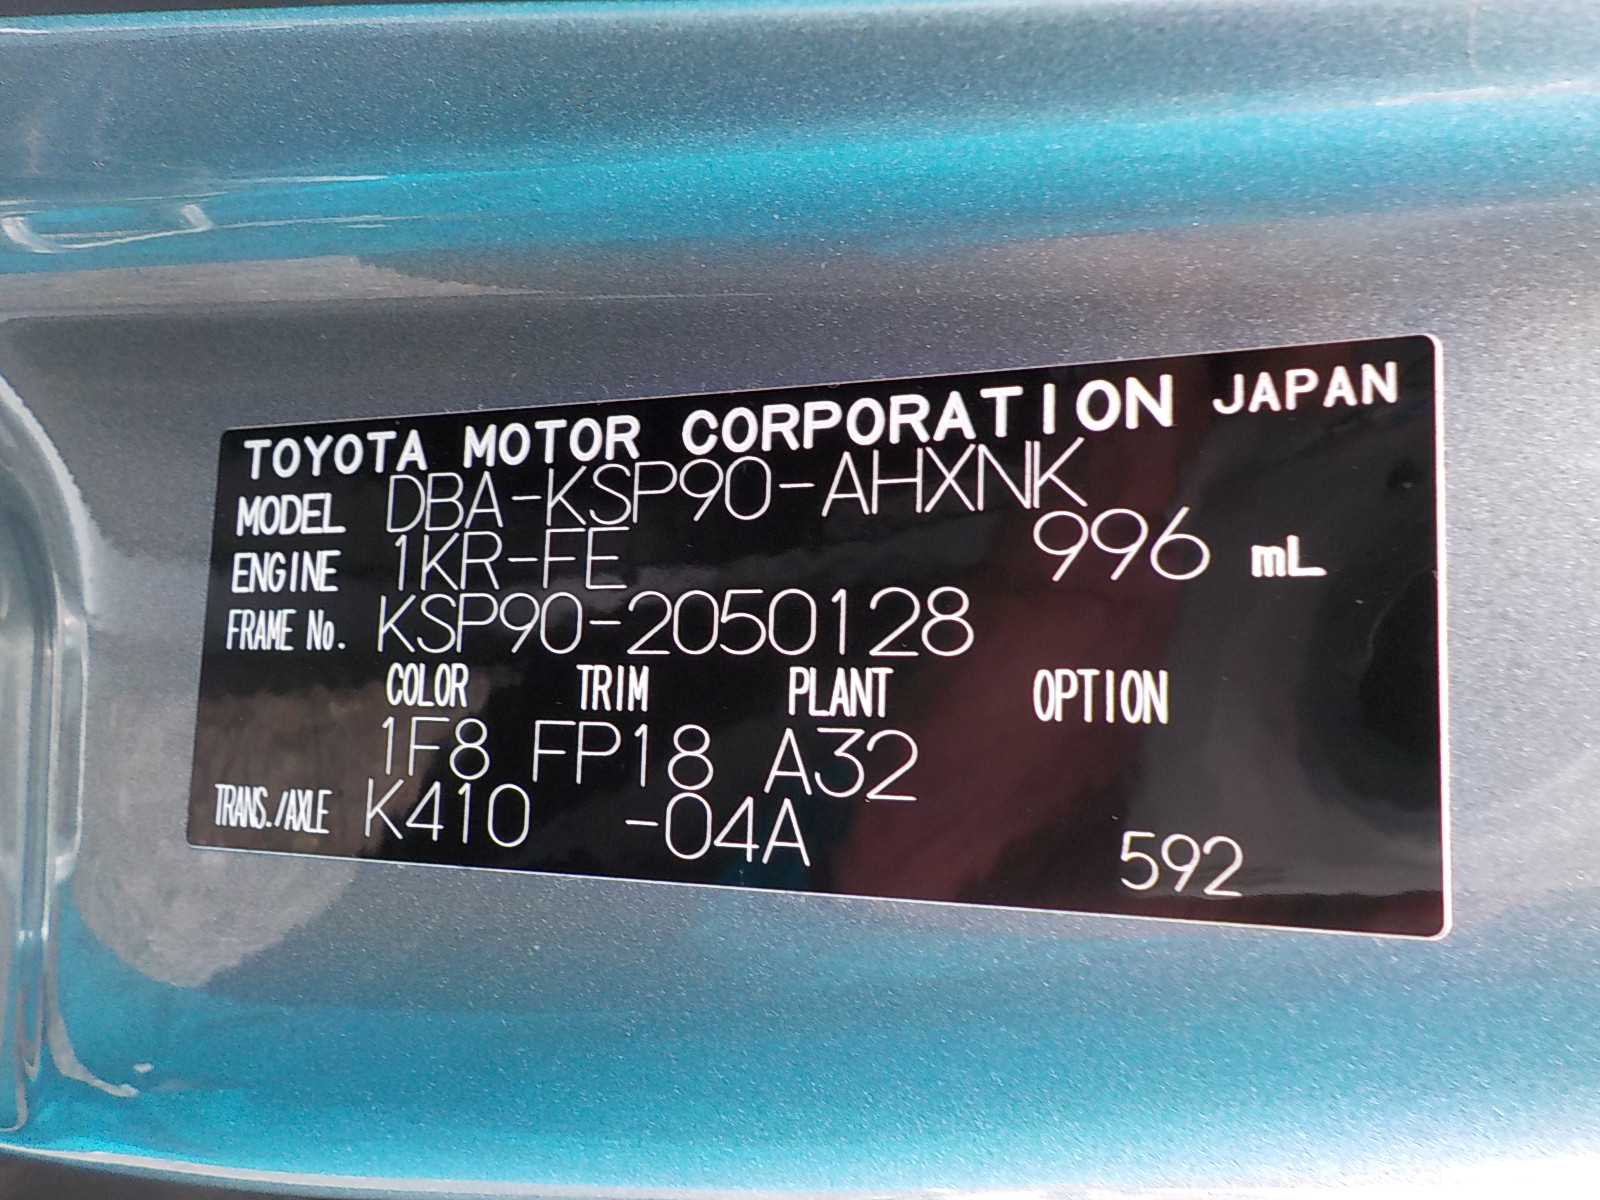 TOYOTA MOTOR CORPORATION JAPAN
MODEL DBA-KSP90-AHXNK
ENGINE 1KR-FE 996 mL
FRAME No. KSP90-2050128
COLOR TRIM PLANT OPTION
1F8 FP18 A32
TRANS./AXLE K410 -04A 592